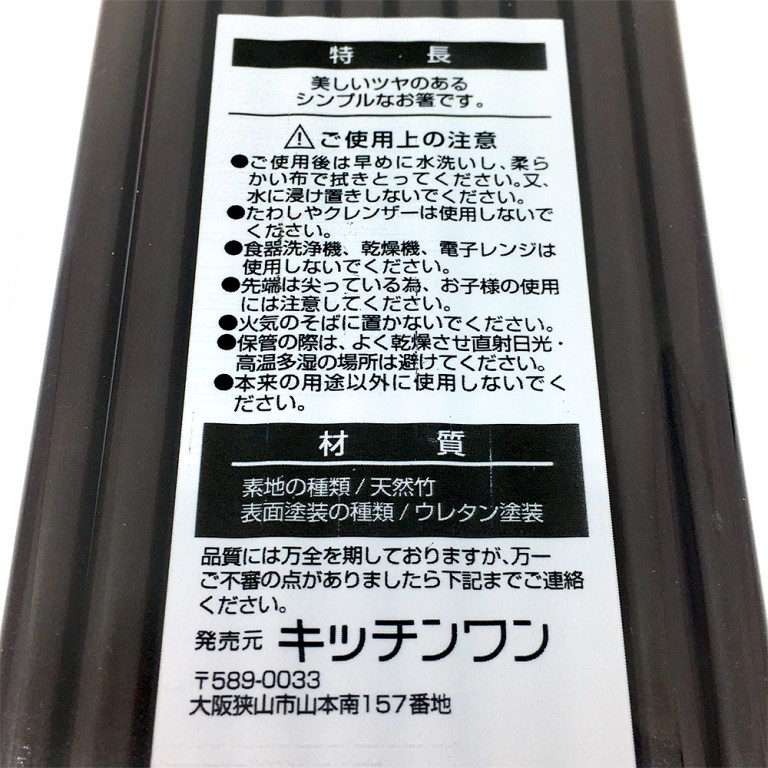 特長
美しいツヤのある
シンプルなお箸です。
⚠ご使用上の注意
●ご使用後は早めに水洗いし、柔ら
かい布で拭きとってください。又、
水に浸け置きしないでください。
●たわしやクレンザーは使用しないで
ください。
●食器洗浄機、乾燥機、電子レンジは
使用しないでください。
●先端は尖っている為、お子様の使用
には注意してください。
●火気のそばに置かないでください。
●保管の際は、よく乾燥させ直射日光・
高温多湿の場所は避けてください。
●本来の用途以外に使用しないでく
ださい。
材質
素地の種類/天然竹
表面塗装の種類/ウレタン塗装
品質には万全を期しておりますが、万一
ご不審の点がありましたら下記までご連絡
ください。
発売元 キッチンワン
〒589-0033
大阪狭山市山本南157番地